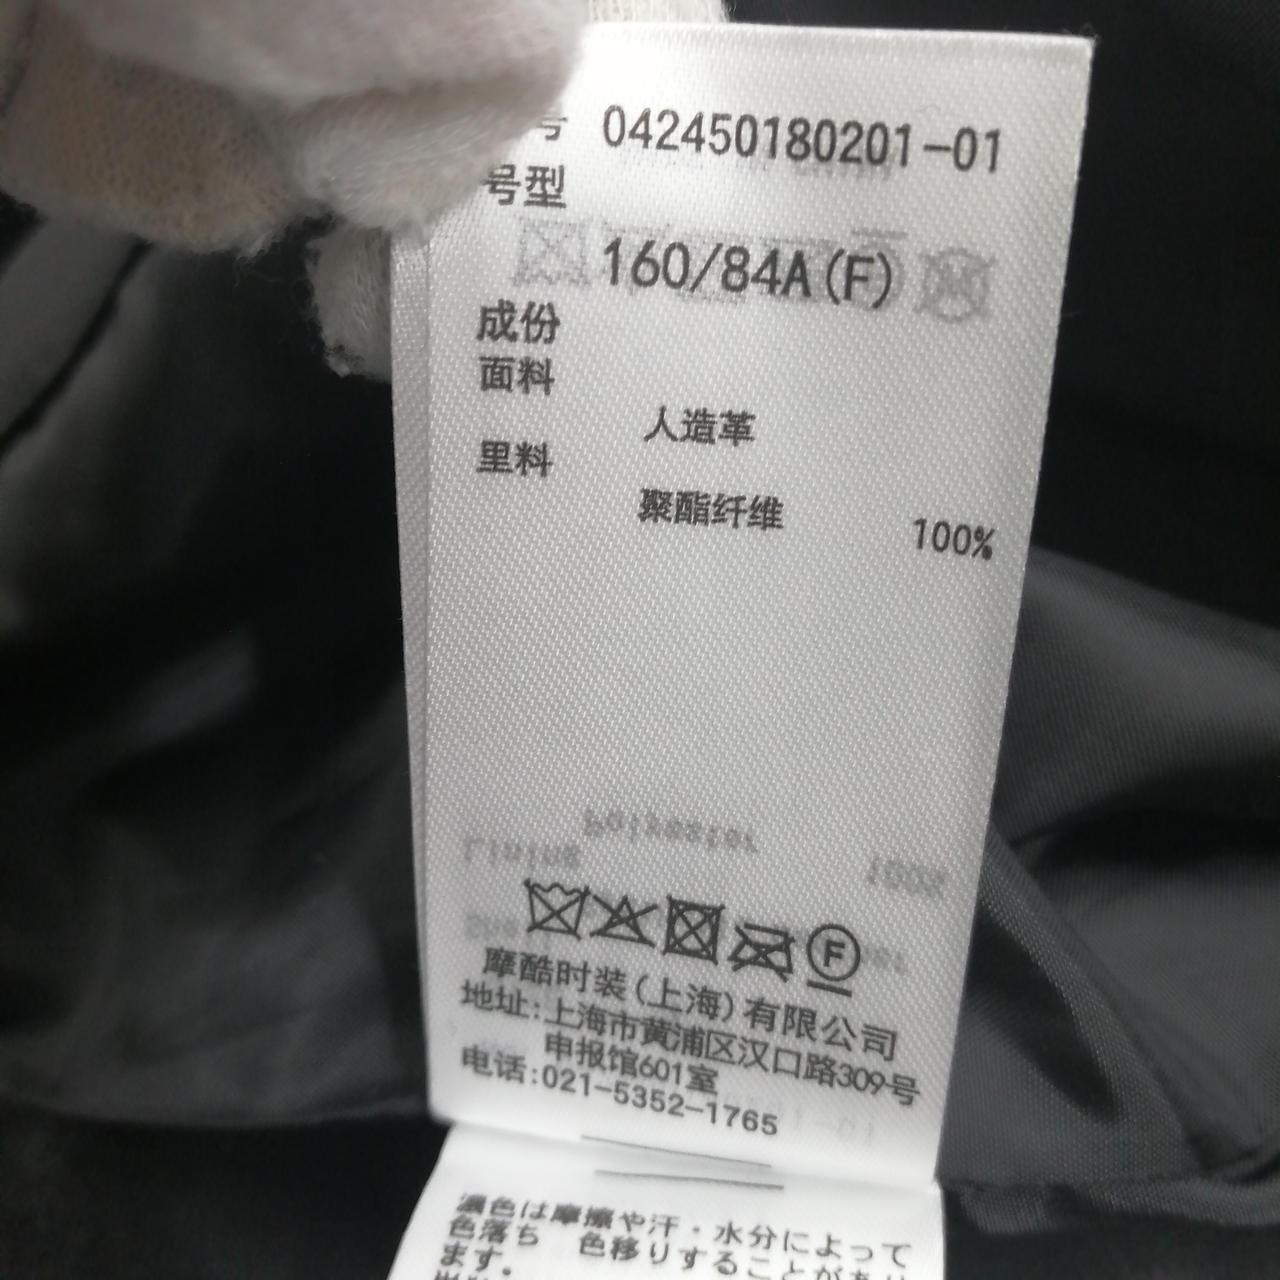 号 042450180201-01
号型
160/84A(F)
成份
面料
人造革
里料
聚酯纤维 100%
Polyester
Lining 100%
F
摩酷时装(上海)有限公司
地址:上海市黄浦区汉口路309号
申报馆601室
电话:021-5352-1765
濃色は摩擦や汗・水分によって
色落ち 色移りすることがあり
ます。